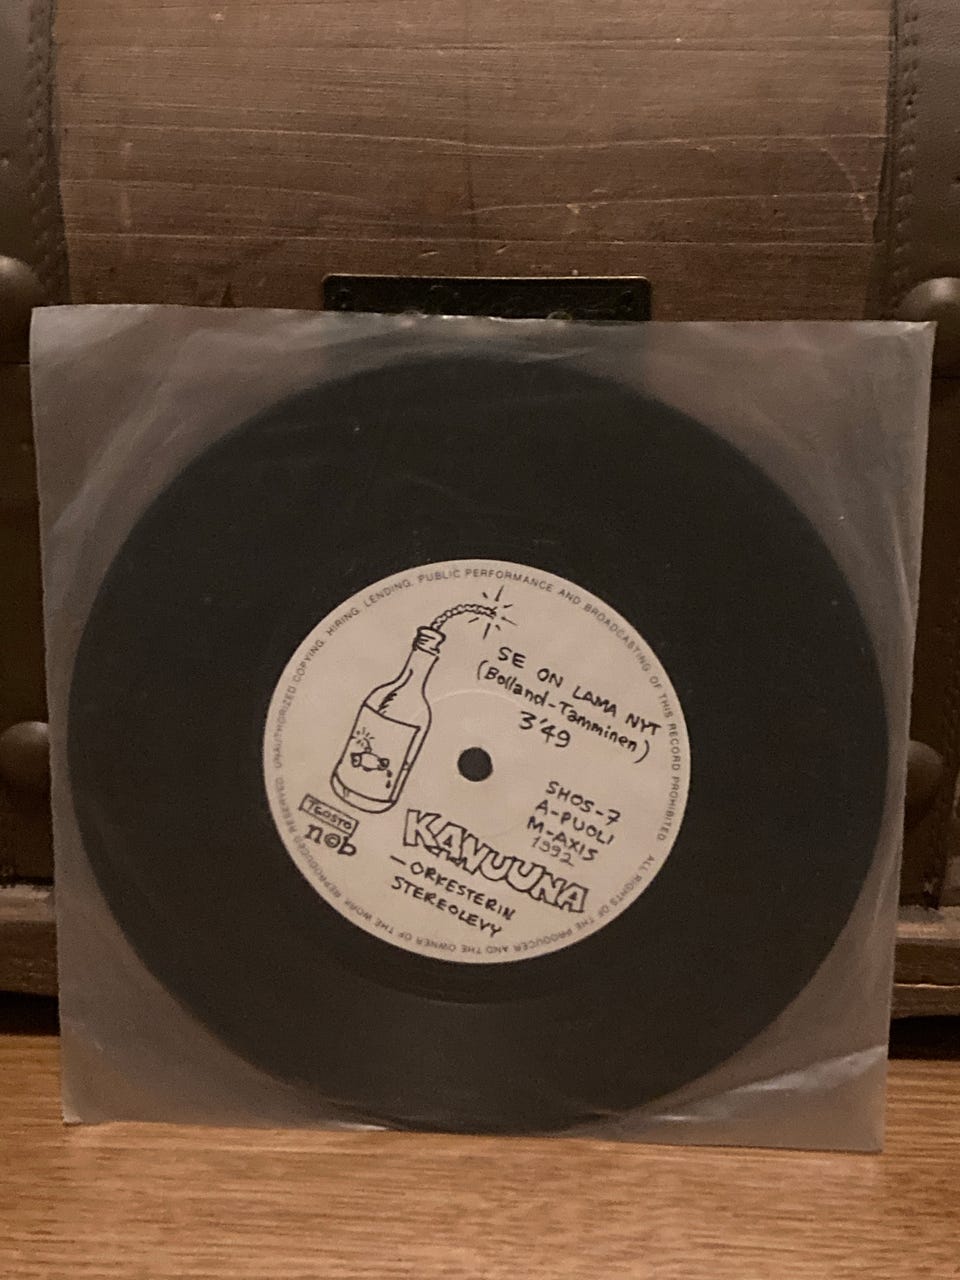 SE ON LAMA NYT
(Bolland-Tamminen)
3'49
SHOS-7
A-PUOLI
M-AXIS
1992
TEOSTO
n©b
KAVUUNA
-ORKESTERIN
STEREOLEVY
ALL RIGHTS OF THE PRODUCER AND THE OWNER OF THE WORK REPRODUCED RESERVED. UNAUTHORIZED COPYING. HIRING. LENDING. PUBLIC PERFORMANCE AND BROADCASTING OF THIS RECORD PROHIBITED